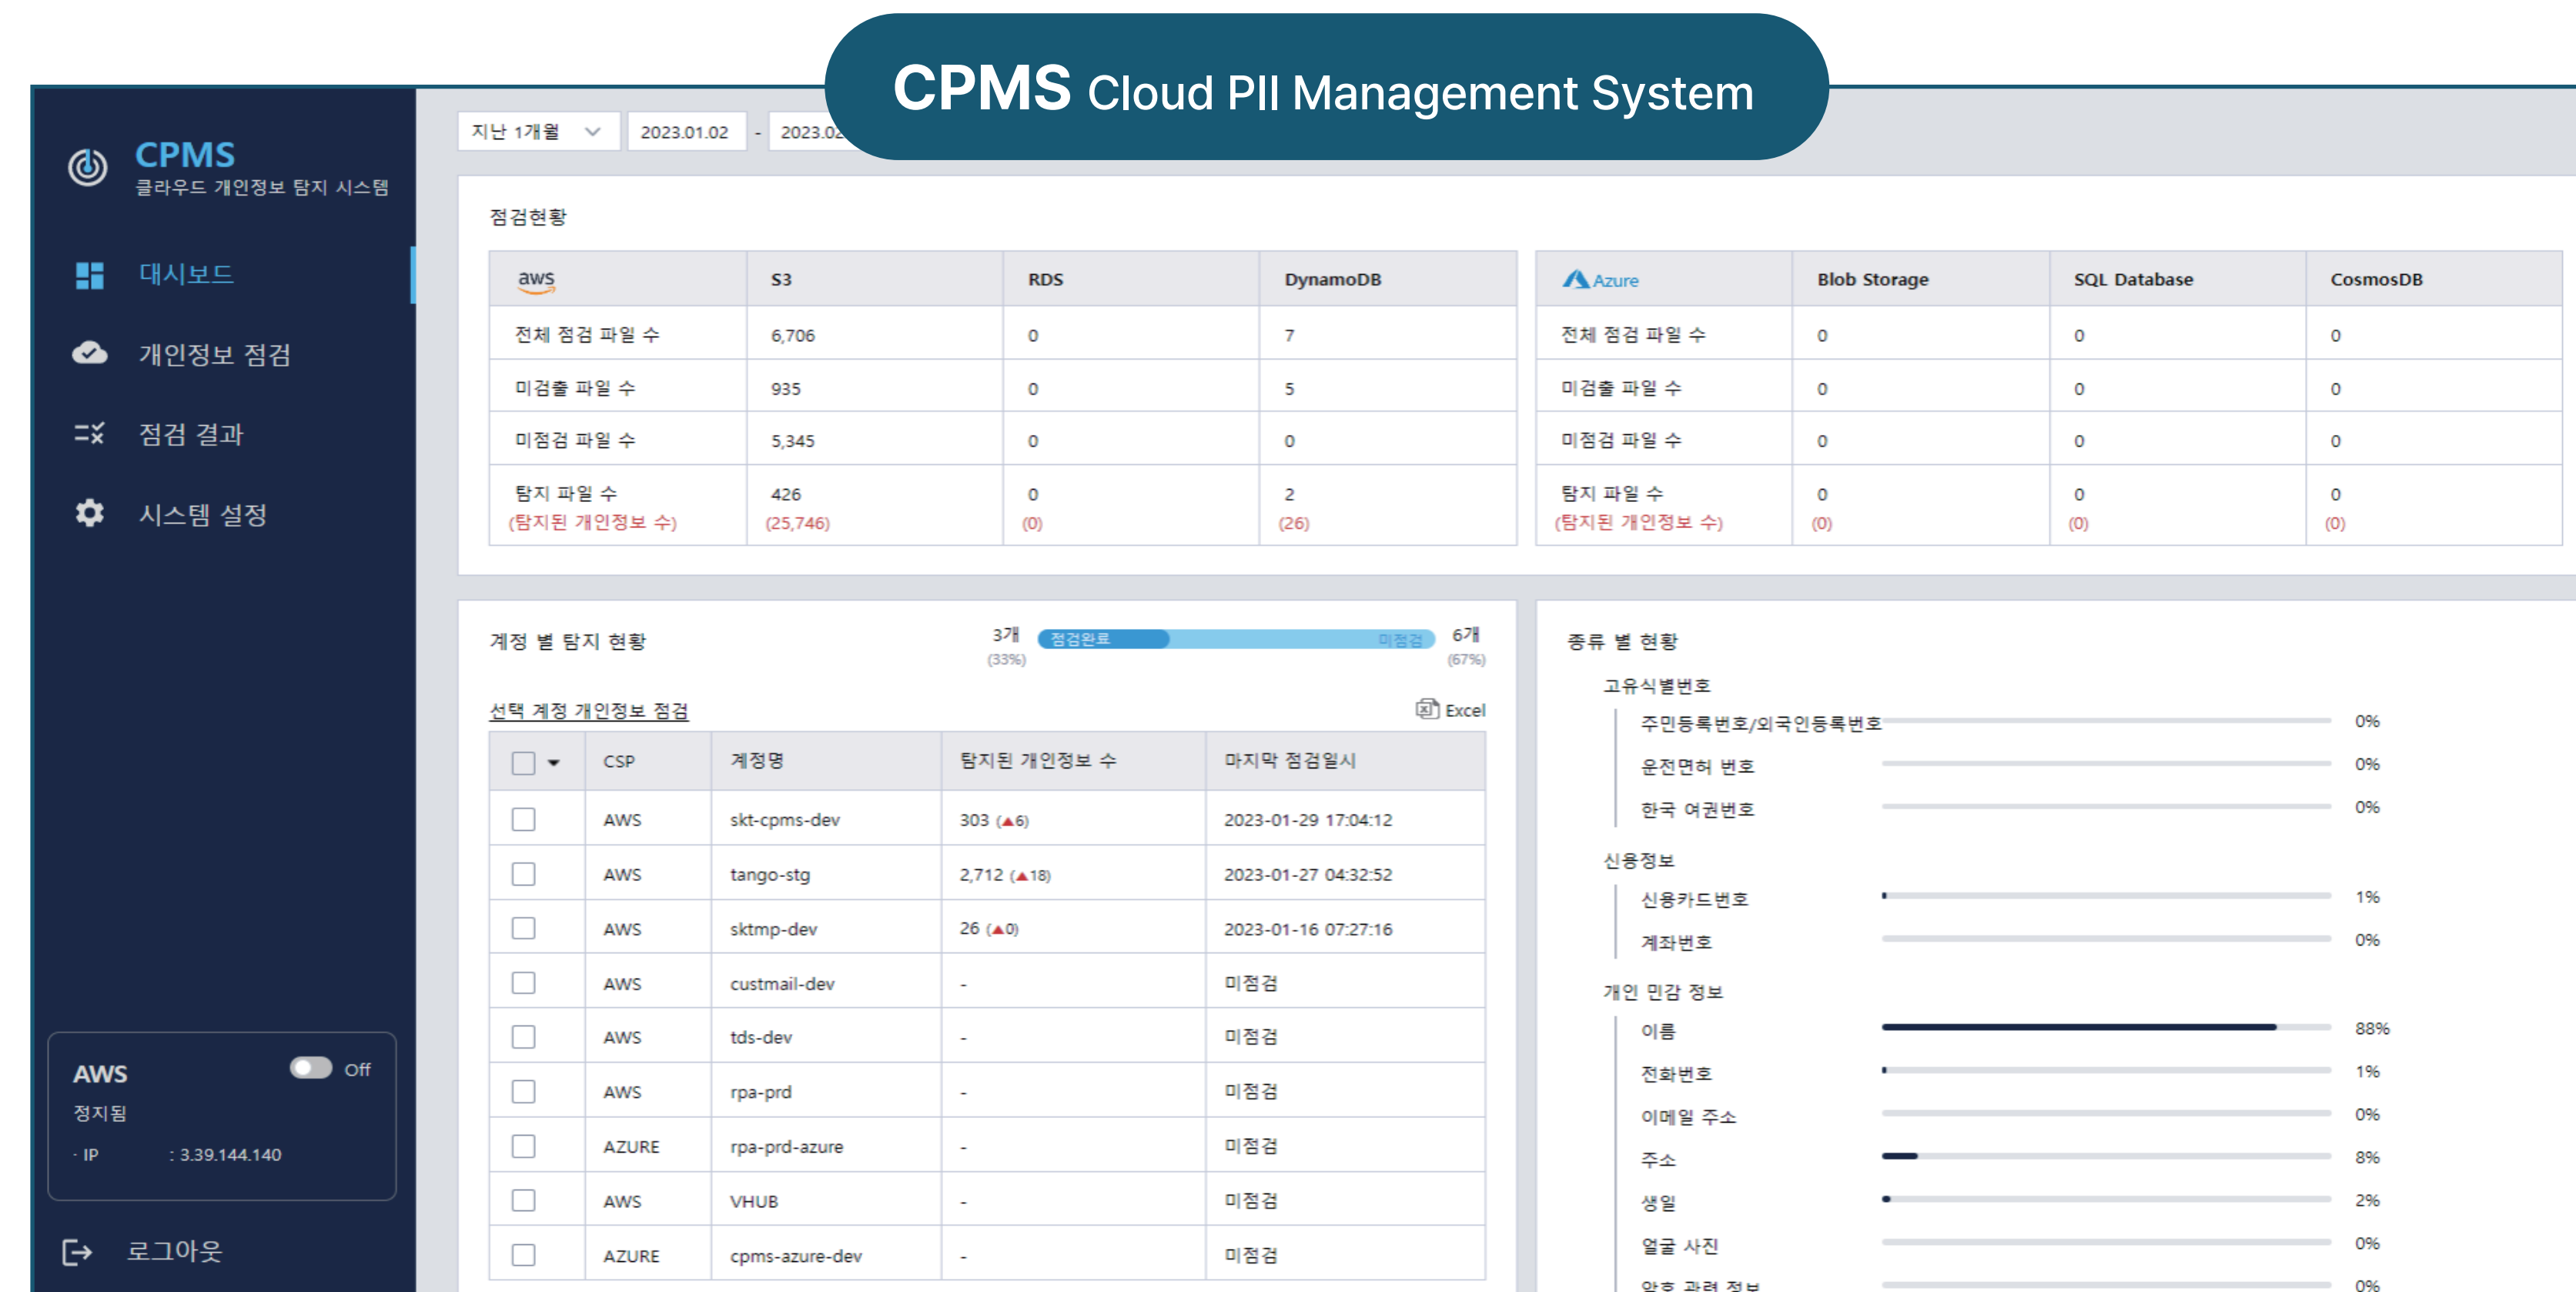 CPMS Cloud PII Management System
CPMS
클라우드 개인정보 탐지 시스템
대시보드
개인정보 점검
점검 결과
시스템 설정
AWS Off
정지됨
· IP : 3.39.144.140
로그아웃
지난 1개월 2023.01.02 - 2023.02
점검현황
aws S3 RDS DynamoDB
전체 점검 파일 수 6,706 0 7
미검출 파일 수 935 0 5
미점검 파일 수 5,345 0 0
탐지 파일 수 426 0 2
(탐지된 개인정보 수) (25,746) (0) (26)
Azure Blob Storage SQL Database CosmosDB
전체 점검 파일 수 0 0 0
미검출 파일 수 0 0 0
미점검 파일 수 0 0 0
탐지 파일 수 0 0 0
(탐지된 개인정보 수) (0) (0) (0)
계정 별 탐지 현황
3개 점검완료 미점검 6개
(33%) (67%)
선택 계정 개인정보 점검 Excel
CSP 계정명 탐지된 개인정보 수 마지막 점검일시
AWS skt-cpms-dev 303 (▲6) 2023-01-29 17:04:12
AWS tango-stg 2,712 (▲18) 2023-01-27 04:32:52
AWS sktmp-dev 26 (▲0) 2023-01-16 07:27:16
AWS custmail-dev - 미점검
AWS tds-dev - 미점검
AWS rpa-prd - 미점검
AZURE rpa-prd-azure - 미점검
AWS VHUB - 미점검
AZURE cpms-azure-dev - 미점검
종류 별 현황
고유식별번호
주민등록번호/외국인등록번호 0%
운전면허 번호 0%
한국 여권번호 0%
신용정보
신용카드번호 1%
계좌번호 0%
개인 민감 정보
이름 88%
전화번호 1%
이메일 주소 0%
주소 8%
생일 2%
얼굴 사진 0%
암호 관련 정보 0%